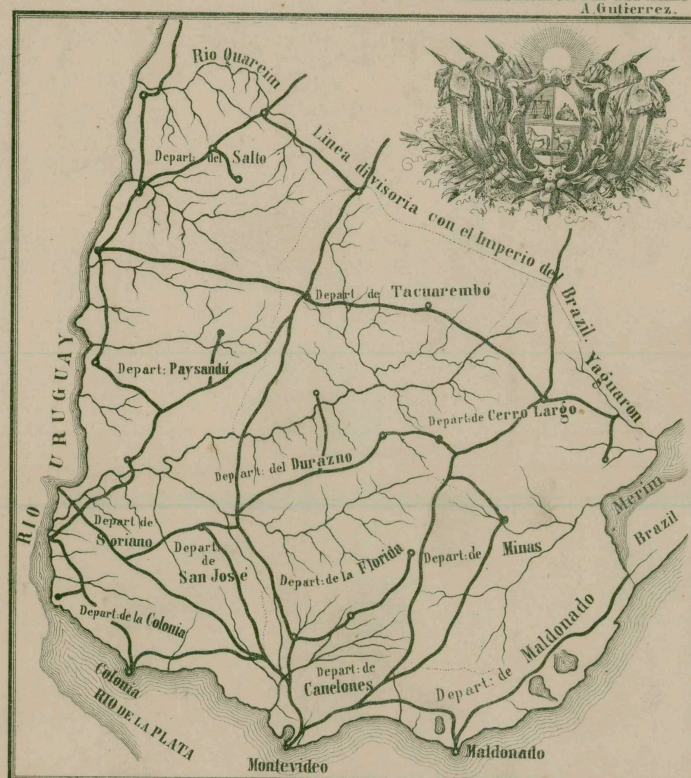 A. Gutierrez.
Rio Quareim
Linea divisoria con el Imperio del Brazil.
Yaguaron
Depart: del Salto
Depart: de Tacuarembó
Depart: Paysandú
Depart: de Cerro Largo
Depart: del Durazno
RIO URUGUAY
Merim
Brazil
Depart: de
Soriano
Depart:
de
San José
Depart: de la Florida
Depart: de Minas
Depart: de la Colonia
Depart: de Maldonado
Depart: de
Canelones
Colonia
RIO DE LA PLATA
Montevideo
Maldonado